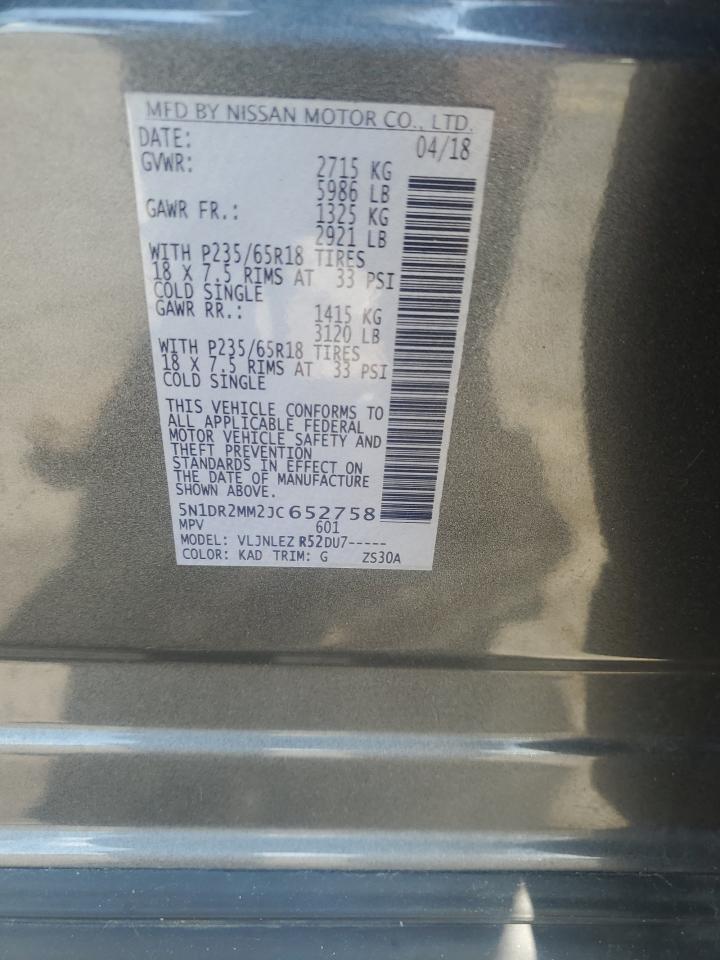 MFD BY NISSAN MOTOR CO., LTD.
DATE: 04/18
GVWR: 2715 KG
5986 LB
GAWR FR.: 1325 KG
2921 LB
WITH P235/65R18 TIRES
18 X 7.5 RIMS AT 33 PSI
COLD SINGLE
GAWR RR.: 1415 KG
3120 LB
WITH P235/65R18 TIRES
18 X 7.5 RIMS AT 33 PSI
COLD SINGLE
THIS VEHICLE CONFORMS TO
ALL APPLICABLE FEDERAL
MOTOR VEHICLE SAFETY AND
THEFT PREVENTION
STANDARDS IN EFFECT ON
THE DATE OF MANUFACTURE
SHOWN ABOVE.
5N1DR2MM2JC652758
MPV 601
MODEL: VLJNLEZ R52DU7-----
COLOR: KAD TRIM: G ZS30A